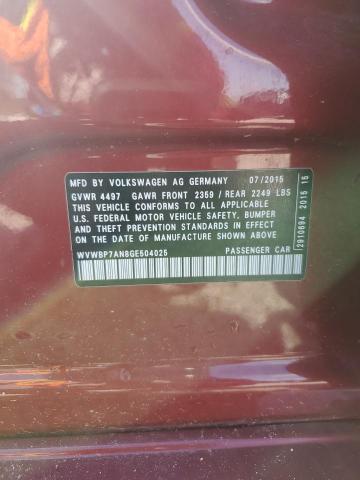 MFD BY VOLKSWAGEN AG GERMANY 07/2015
GVWR 4497 GAWR FRONT 2359 / REAR 2249 LBS
THIS VEHICLE CONFORMS TO ALL APPLICABLE
U.S. FEDERAL MOTOR VEHICLE SAFETY, BUMPER
AND THEFT PREVENTION STANDARDS IN EFFECT
ON THE DATE OF MANUFACTURE SHOWN ABOVE
WVWBP7AN8GE504025 PASSENGER CAR
2910694 2015 15